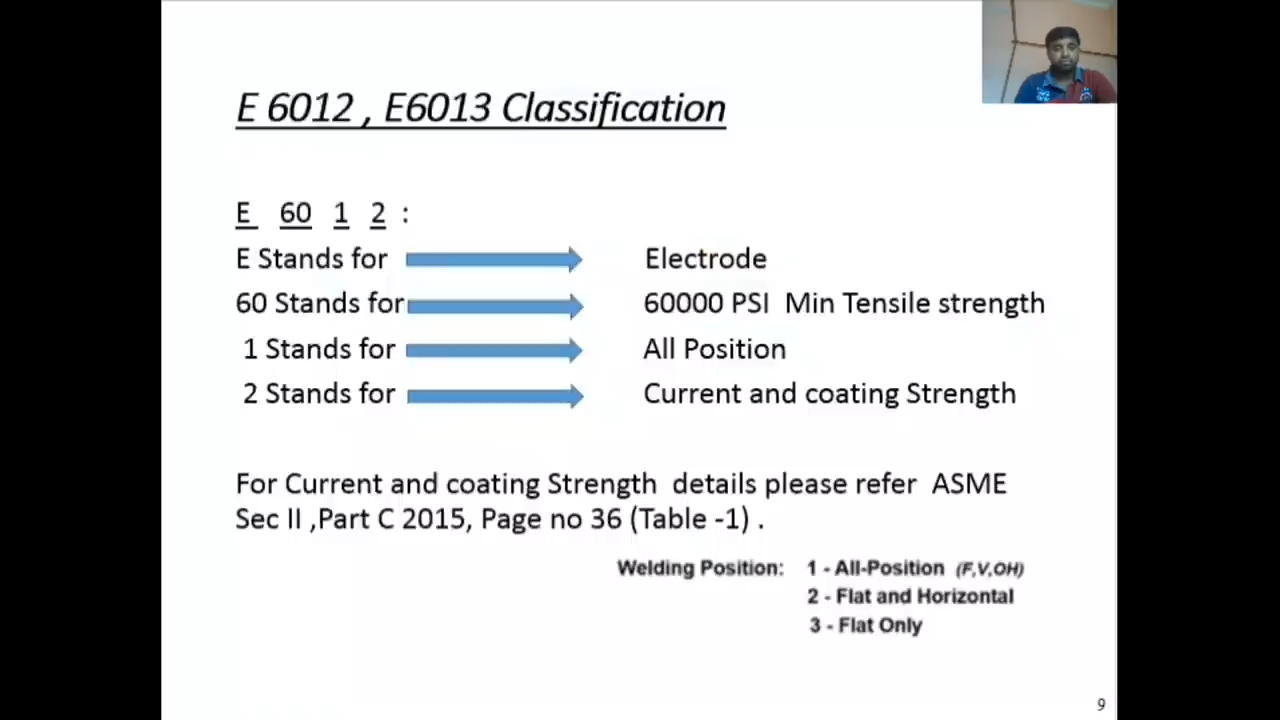 E 6012 , E6013 Classification
E 60 1 2 :
E Stands for Electrode
60 Stands for 60000 PSI Min Tensile strength
1 Stands for All Position
2 Stands for Current and coating Strength
For Current and coating Strength details please refer ASME
Sec II ,Part C 2015, Page no 36 (Table -1) .
Welding Position: 1 - All-Position (F,V,OH)
2 - Flat and Horizontal
3 - Flat Only
9